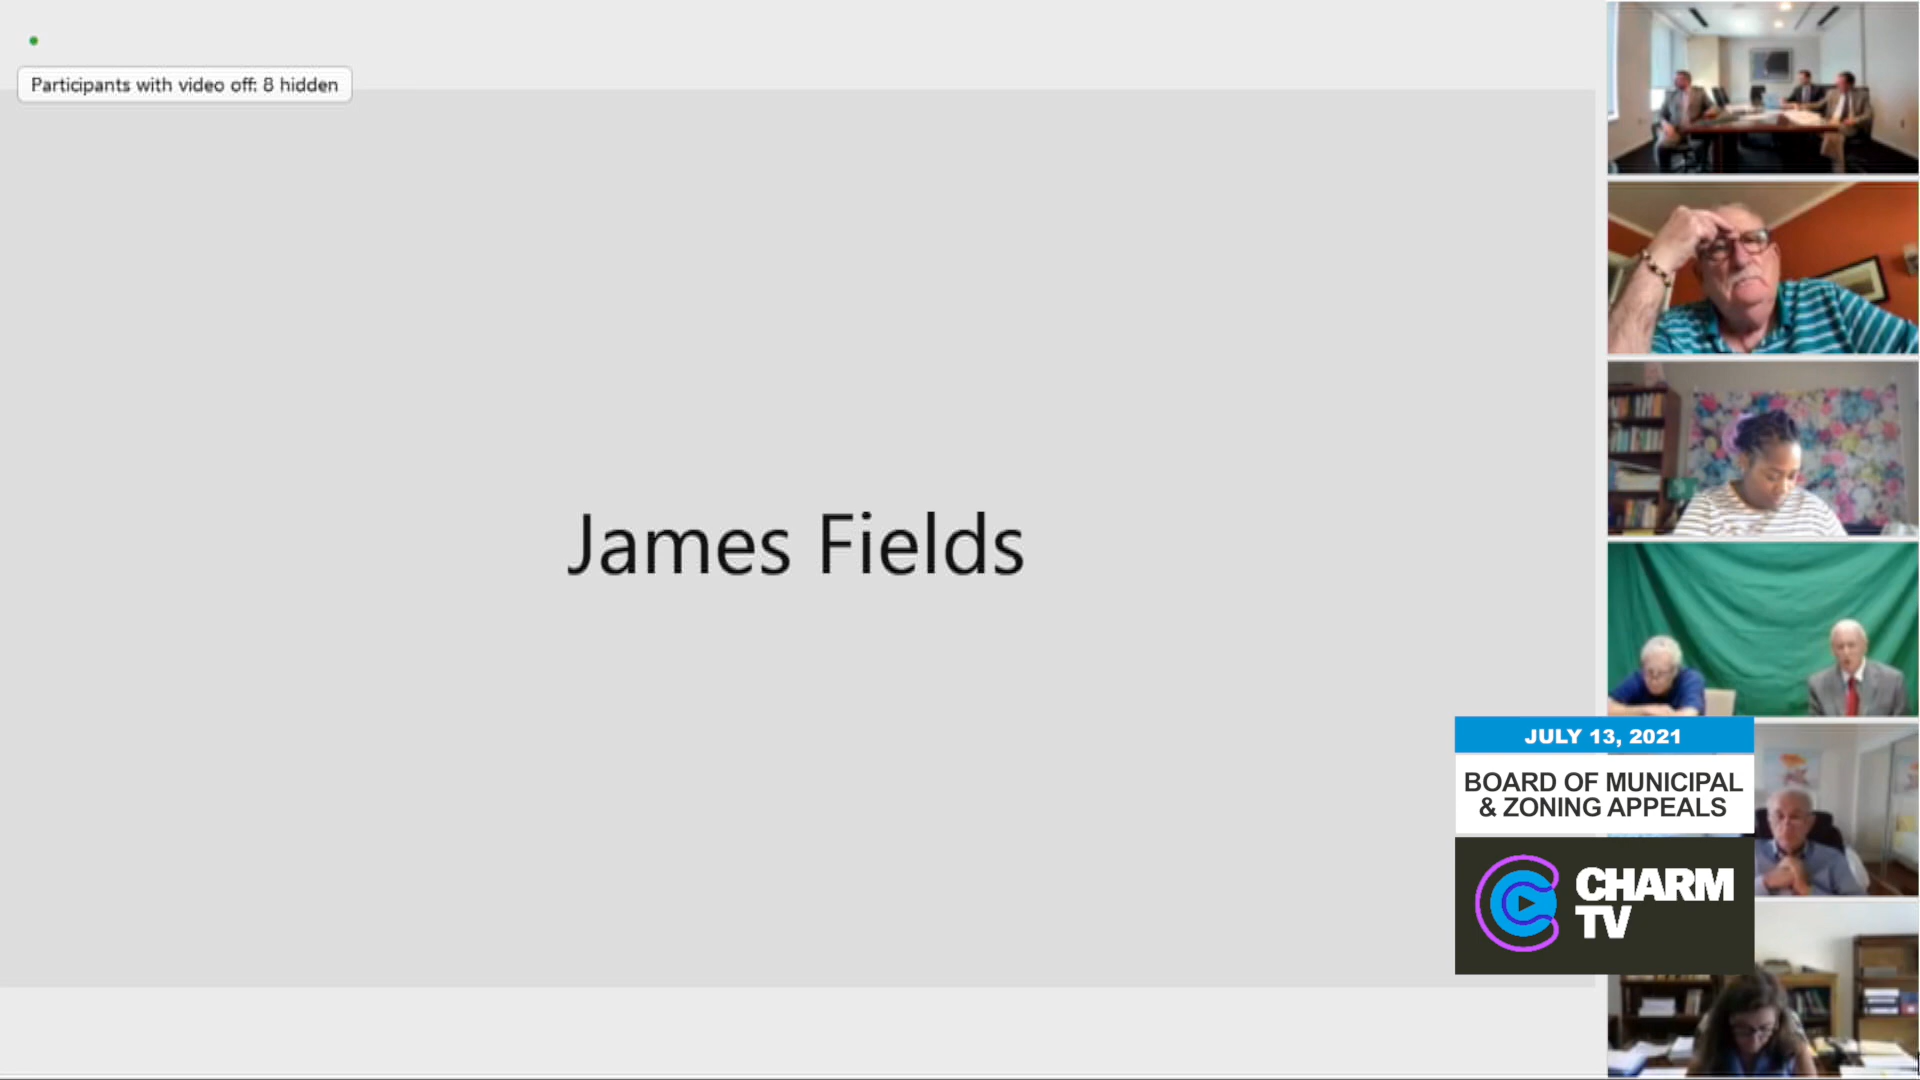 Participants with video off: 8 hidden
James Fields
JULY 13, 2021
BOARD OF MUNICIPAL
& ZONING APPEALS
CHARM
TV